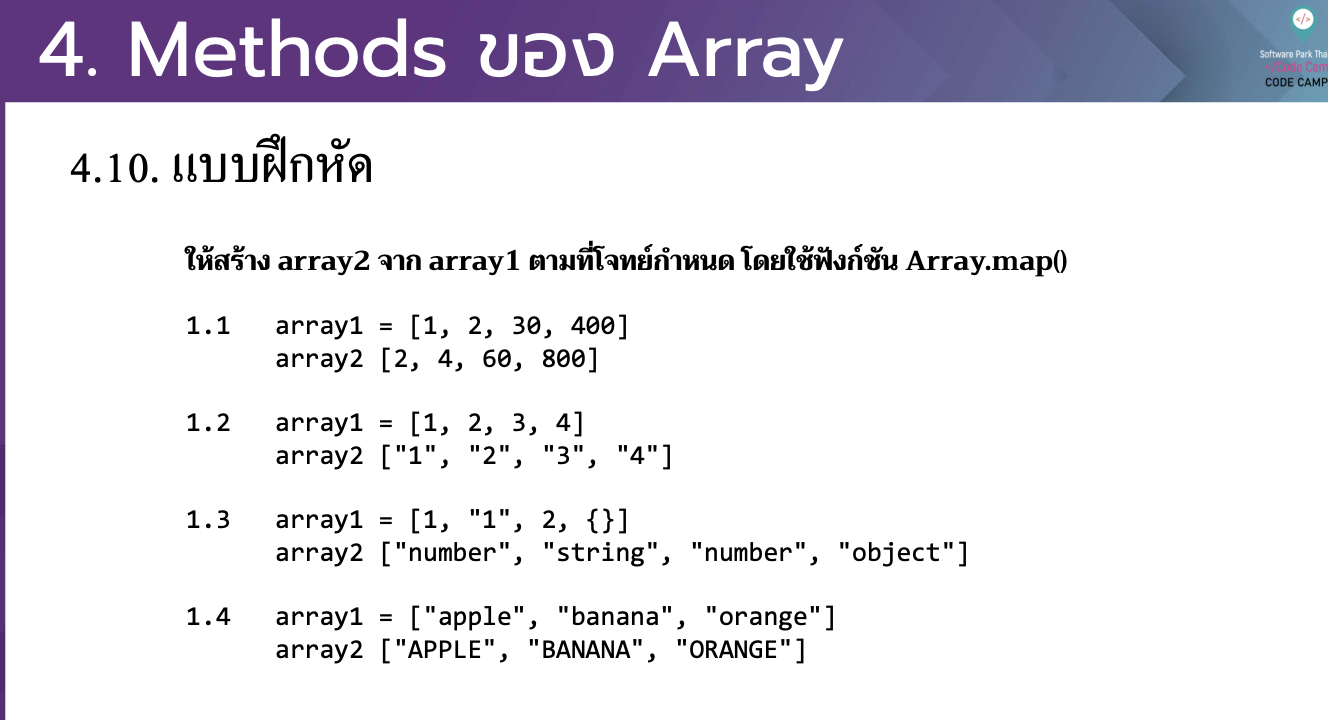 4. Methods ของ Array
</>
Software Park Tha
</Code Cam
CODE CAMP
4.10. แบบฝึกหัด
ให้สร้าง array2 จาก array1 ตามที่โจทย์กำหนด โดยใช้ฟังก์ชัน Array.map()
1.1 array1 = [1, 2, 30, 400]
array2 [2, 4, 60, 800]
1.2 array1 = [1, 2, 3, 4]
array2 ["1", "2", "3", "4"]
1.3 array1 = [1, "1", 2, {}]
array2 ["number", "string", "number", "object"]
1.4 array1 = ["apple", "banana", "orange"]
array2 ["APPLE", "BANANA", "ORANGE"]